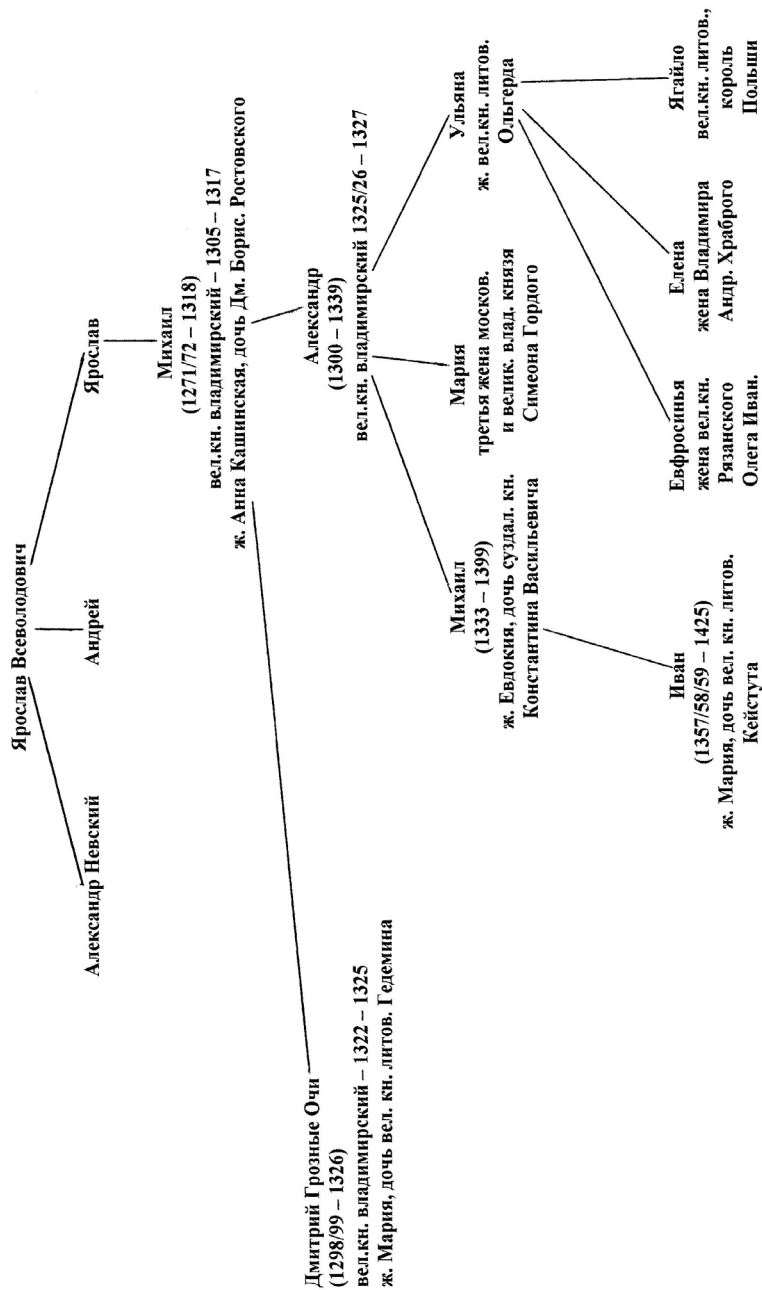 Ярослав Всеволодович
Александр Невский
Андрей
Ярослав
Михаил
(1271/72 – 1318)
вел.кн. владимирский – 1305 – 1317
ж. Анна Кашинская, дочь Дм. Борис. Ростовского
Дмитрий Грозные Очи
(1298/99 – 1326)
вел.кн. владимирский – 1322 – 1325
ж. Мария, дочь вел. кн. литов. Гедемина
Александр
(1300 – 1339)
вел.кн. владимирский 1325/26 – 1327
Михаил
(1333 – 1399)
ж. Евдокия, дочь суздал. кн.
Константина Васильевича
Мария
третья жена москов.
и велик. влад. князя
Симеона Гордого
Ульяна
ж. вел.кн. литов.
Ольгерда
Иван
(1357/58/59 – 1425)
ж. Мария, дочь вел. кн. литов.
Кейстута
Евфросинья
жена вел.кн.
Рязанского
Олега Иван.
Елена
жена Владимира
Андр. Храброго
Ягайло
вел.кн. литов.,
король
Польши